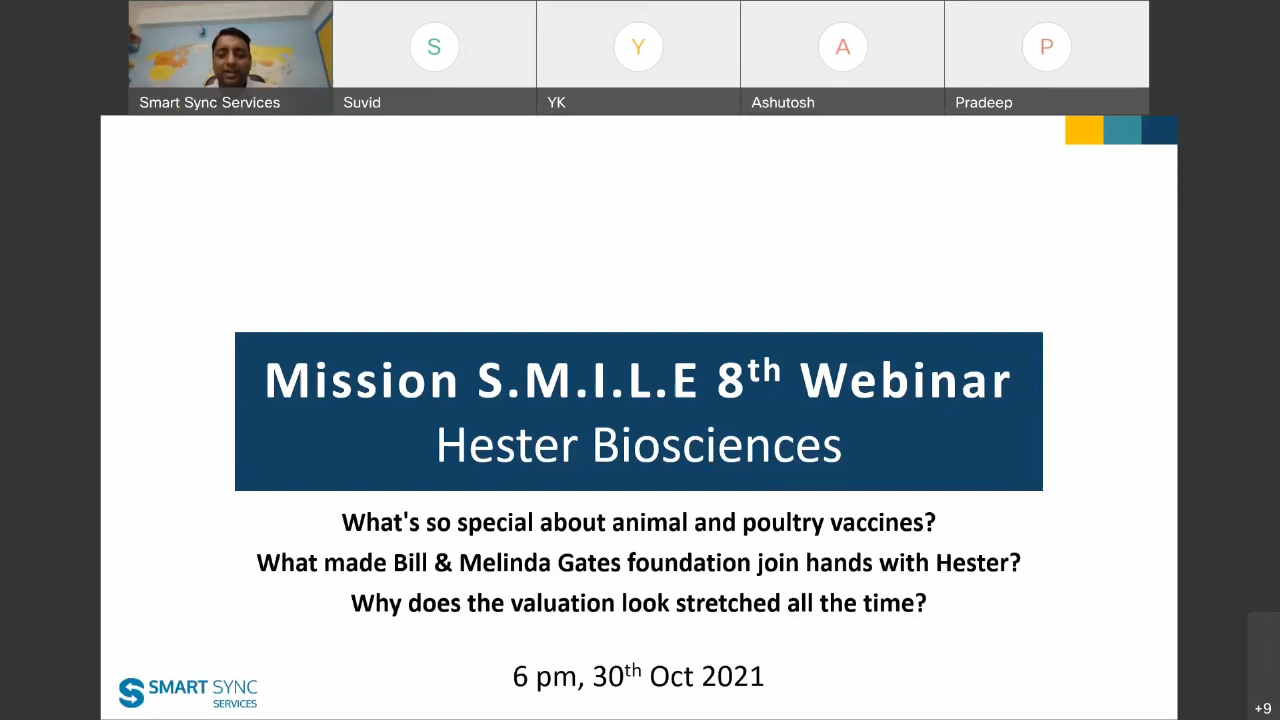 S
Y
A
P
Smart Sync Services
Suvid
YK
Ashutosh
Pradeep
Mission S.M.I.L.E 8th Webinar
Hester Biosciences
What's so special about animal and poultry vaccines?
What made Bill & Melinda Gates foundation join hands with Hester?
Why does the valuation look stretched all the time?
6 pm, 30th Oct 2021
SMART SYNC
SERVICES
+9